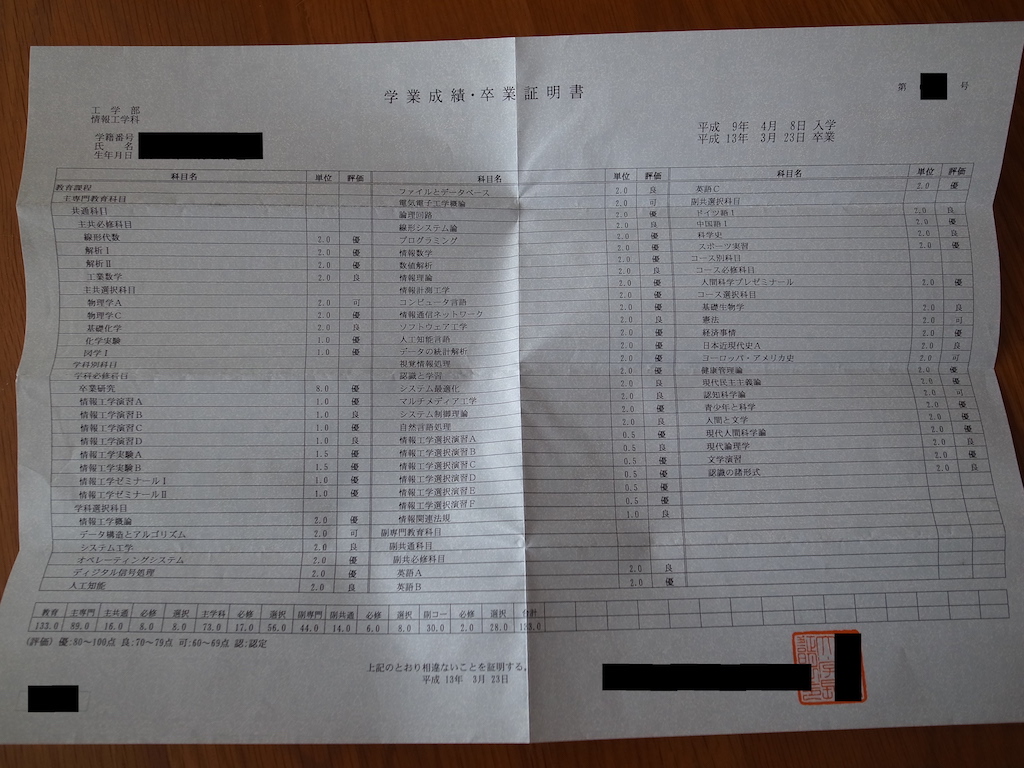 学業成績・卒業証明書
第 号
工学部
情報工学科
学籍番号
氏名
生年月日
平成 9年 4月 8日 入学
平成 13年 3月 23日 卒業
科目名 単位 評価
教育課程
主専門教育科目
共通科目
主共必修科目
線形代数 2.0 優
解析Ⅰ 2.0 優
解析Ⅱ 2.0 優
工業数学 2.0 良
主共選択科目
物理学A 2.0 可
物理学C 2.0 優
基礎化学 2.0 良
化学実験 1.0 優
図学Ⅰ 1.0 優
学科別科目
学科必修科目
卒業研究 8.0 優
情報工学演習A 1.0 優
情報工学演習B 1.0 良
情報工学演習C 1.0 優
情報工学演習D 1.0 良
情報工学実験A 1.5 優
情報工学実験B 1.5 優
情報工学ゼミナールⅠ 1.0 優
情報工学ゼミナールⅡ 1.0 優
学科選択科目
情報工学概論 2.0 優
データ構造とアルゴリズム 2.0 可
システム工学 2.0 良
オペレーティングシステム 2.0 優
ディジタル信号処理 2.0 優
人工知能 2.0 良
科目名 単位 評価
ファイルとデータベース 2.0 良
電気電子工学概論 2.0 可
論理回路 2.0 優
線形システム論 2.0 優
プログラミング 2.0 良
情報数学 2.0 優
数値解析 2.0 優
情報理論 2.0 良
情報計測工学 2.0 優
コンピュータ言語 2.0 優
情報通信ネットワーク 2.0 優
ソフトウェア工学 2.0 良
人工知能言語 2.0 優
データの統計解析 2.0 優
視覚情報処理 2.0 優
認識と学習 2.0 優
システム最適化 2.0 良
マルチメディア工学 2.0 優
システム制御理論 2.0 優
自然言語処理 2.0 良
情報工学選択演習A 0.5 優
情報工学選択演習B 0.5 良
情報工学選択演習C 0.5 優
情報工学選択演習D 0.5 優
情報工学選択演習E 0.5 優
情報工学選択演習F 0.5 優
情報関連法規 1.0 良
副専門教育科目
副共通科目
副共必修科目
英語A 2.0 良
英語B 2.0 優
科目名 単位 評価
英語C 2.0 優
副共選択科目
ドイツ語Ⅰ 2.0 良
中国語Ⅰ 2.0 優
科学史 2.0 良
スポーツ実習 2.0 優
コース別科目
コース必修科目
人間科学プレゼミナール 2.0 優
コース選択科目
基礎生物学 2.0 良
憲法 2.0 可
経済事情 2.0 優
日本近現代史A 2.0 良
ヨーロッパ・アメリカ史 2.0 可
健康管理論 2.0 優
現代民主主義論 2.0 優
認知科学論 2.0 可
青少年と科学 2.0 優
人間と文学 2.0 優
現代人間科学論 2.0 優
現代論理学 2.0 良
文学演習 2.0 優
認識の諸形式 2.0 良
教育 主専門 主共通 必修 選択 主学科 必修 選択 副専門 副共通 必修 選択 副コー 必修 選択 合計
133.0 89.0 16.0 8.0 8.0 73.0 17.0 56.0 44.0 14.0 6.0 8.0 30.0 2.0 28.0 133.0
(評価) 優:80～100点 良:70～79点 可:60～69点 認:認定
上記のとおり相違ないことを証明する。
平成 13年 3月 23日